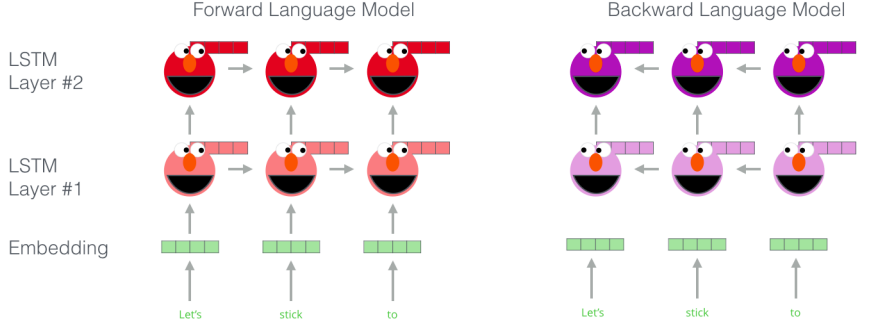 Forward Language Model
Backward Language Model
LSTM
Layer #2
LSTM
Layer #1
Embedding
Let's
stick
to
Let's
stick
to